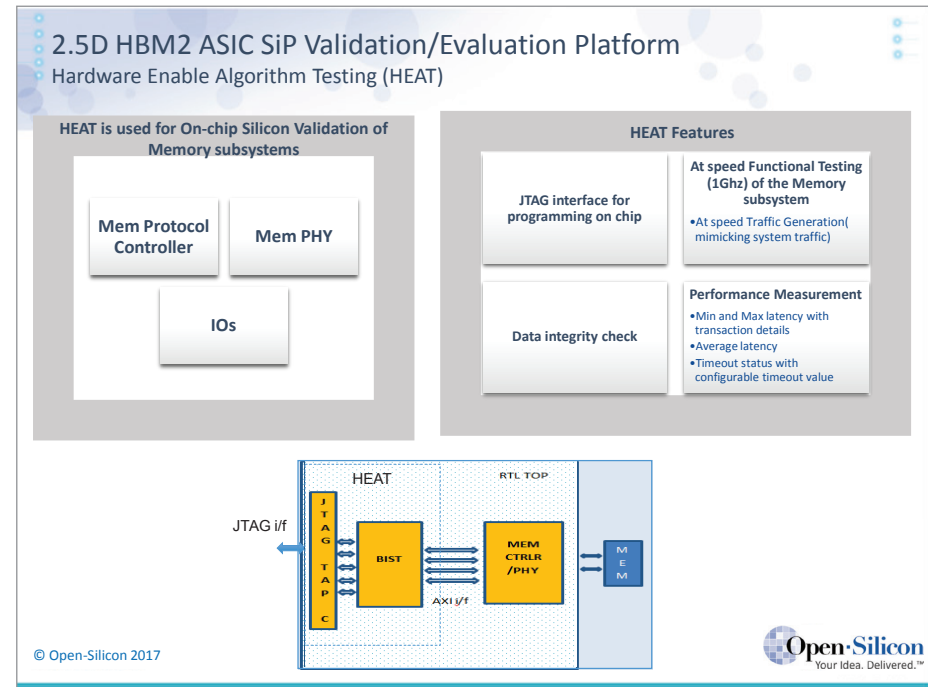 2.5D HBM2 ASIC SiP Validation/Evaluation Platform
Hardware Enable Algorithm Testing (HEAT)
HEAT is used for On-chip Silicon Validation of
Memory subsystems
Mem Protocol
Controller
Mem PHY
IOs
HEAT Features
JTAG interface for
programming on chip
At speed Functional Testing
(1Ghz) of the Memory
subsystem
•At speed Traffic Generation(
mimicking system traffic)
Data integrity check
Performance Measurement
•Min and Max latency with
transaction details
•Average latency
•Timeout status with
configurable timeout value
HEAT
RTL TOP
JTAG i/f
J
T
A
G
T
A
P
C
BIST
MEM
CTRLR
/PHY
AXI i/f
M
E
M
© Open-Silicon 2017
Open·Silicon
Your Idea. Delivered.™